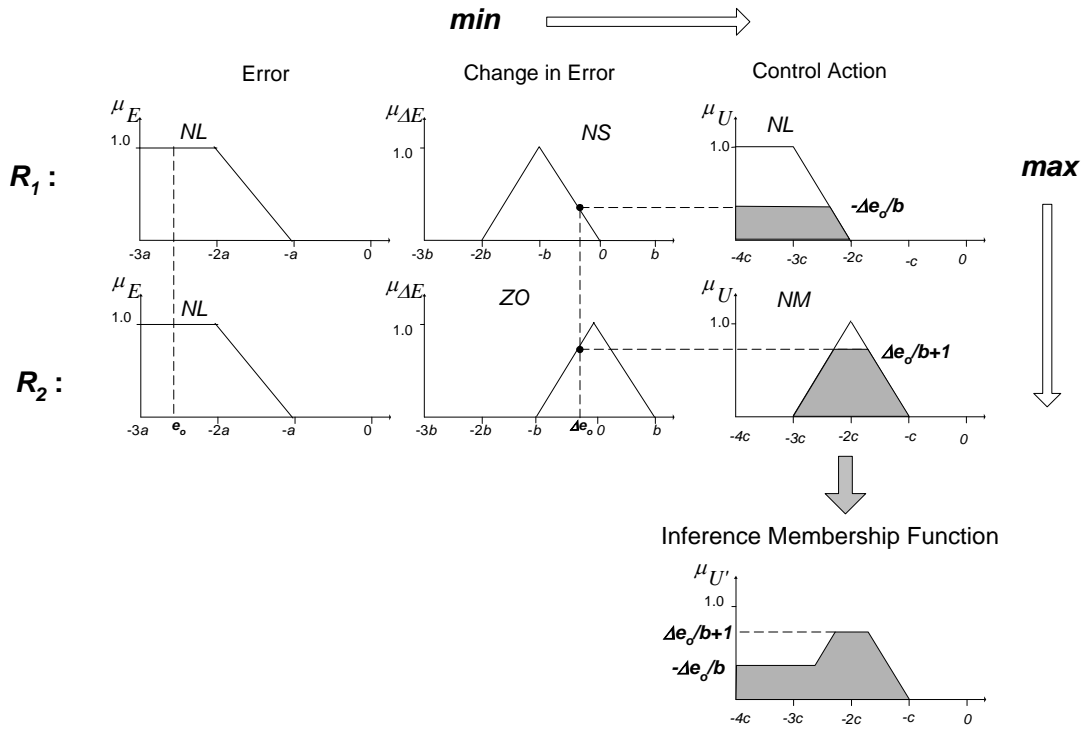 min
Error
Change in Error
Control Action
μE
NL
1.0
-3a -2a -a 0
μΔE
NS
1.0
-3b -2b -b 0 b
μU
NL
1.0
-Δeo/b
-4c -3c -2c -c 0
R1 :
max
μE
NL
1.0
-3a eo -2a -a 0
μΔE
ZO
1.0
-3b -2b -b Δeo 0 b
μU
NM
1.0
Δeo/b+1
-4c -3c -2c -c 0
R2 :
Inference Membership Function
μU'
1.0
Δeo/b+1
-Δeo/b
-4c -3c -2c -c 0